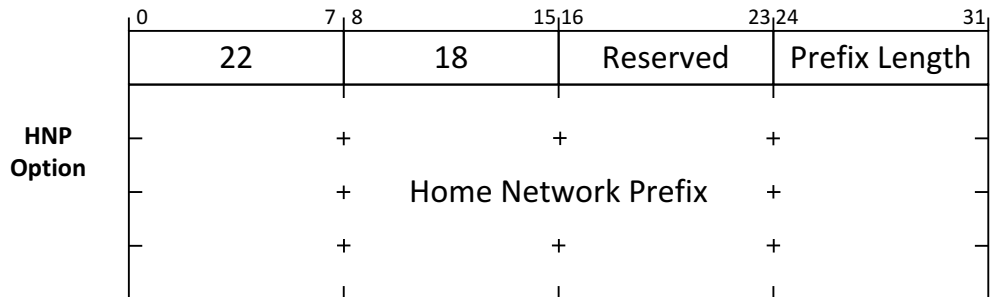 0 7 8 15 16 23 24 31
22 18 Reserved Prefix Length
HNP
Option
Home Network Prefix